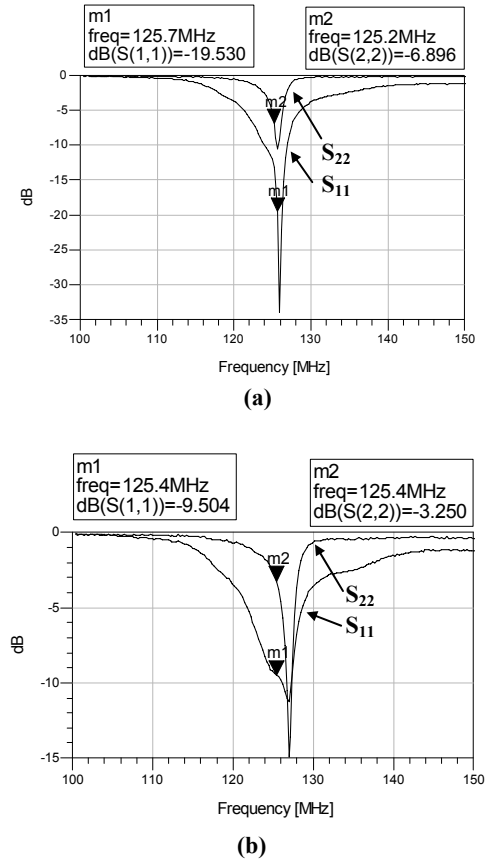 m1
freq=125.7MHz
dB(S(1,1))=-19.530
m2
freq=125.2MHz
dB(S(2,2))=-6.896
0
-5
-10
-15
-20
-25
-30
-35
dB
m2
m1
S22
S11
100 110 120 130 140 150
Frequency [MHz]
(a)
m1
freq=125.4MHz
dB(S(1,1))=-9.504
m2
freq=125.4MHz
dB(S(2,2))=-3.250
0
-5
-10
-15
dB
m2
m1
S22
S11
100 110 120 130 140 150
Frequency [MHz]
(b)